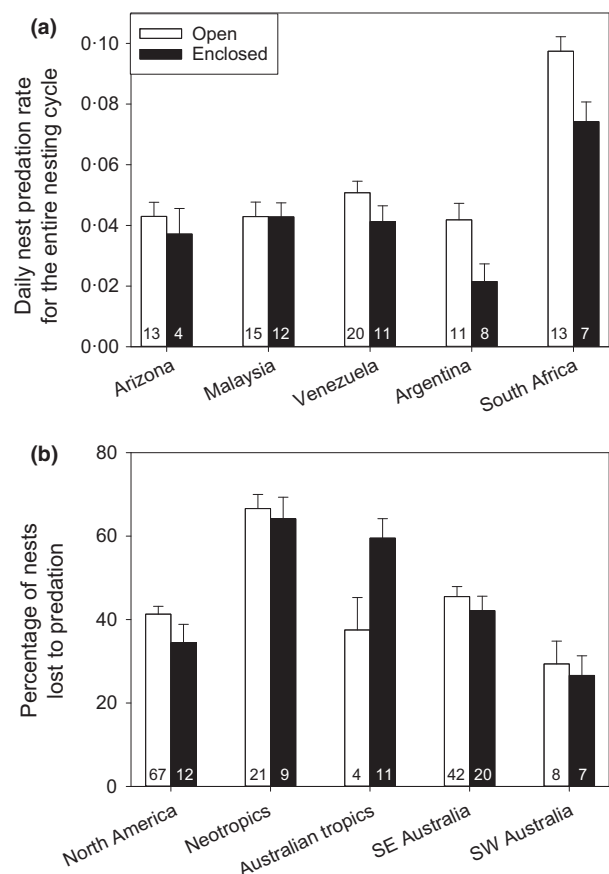 (a)
Open
Enclosed
Daily nest predation rate
for the entire nesting cycle
0·10
0·08
0·06
0·04
0·02
0·00
13 4 15 12 20 11 11 8 13 7
Arizona Malaysia Venezuela Argentina South Africa
(b)
Percentage of nests
lost to predation
80
60
40
20
0
67 12 21 9 4 11 42 20 8 7
North America Neotropics Australian tropics SE Australia SW Australia